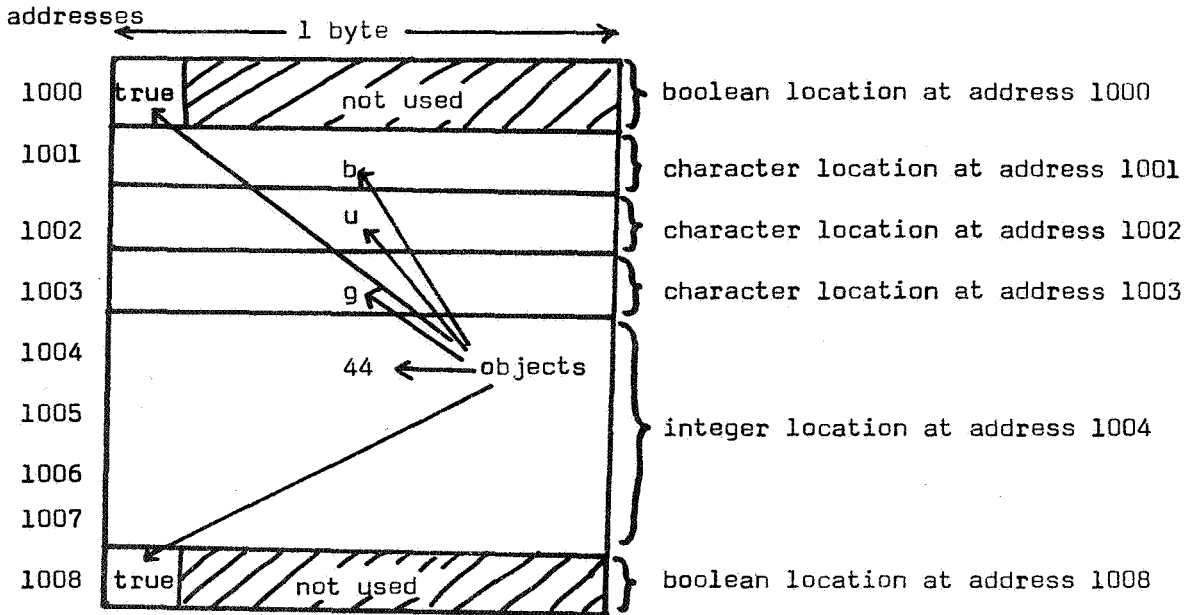 addresses
1 byte
1000 true not used boolean location at address 1000
1001 b character location at address 1001
1002 u character location at address 1002
1003 g character location at address 1003
1004 44 objects
1005 integer location at address 1004
1006
1007
1008 true not used boolean location at address 1008